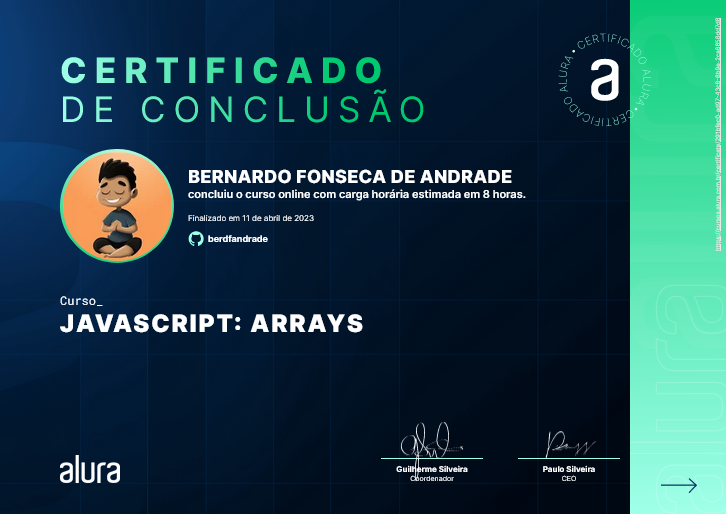 CERTIFICADO
DE CONCLUSÃO
ALURA • CERTIFICADO ALURA • CERTIFICADO
a
BERNARDO FONSECA DE ANDRADE
concluiu o curso online com carga horária estimada em 8 horas.
Finalizado em 11 de abril de 2023
berdfandrade
Curso_
JAVASCRIPT: ARRAYS
alura
Guilherme Silveira
Coordenador
Paulo Silveira
CEO
alura